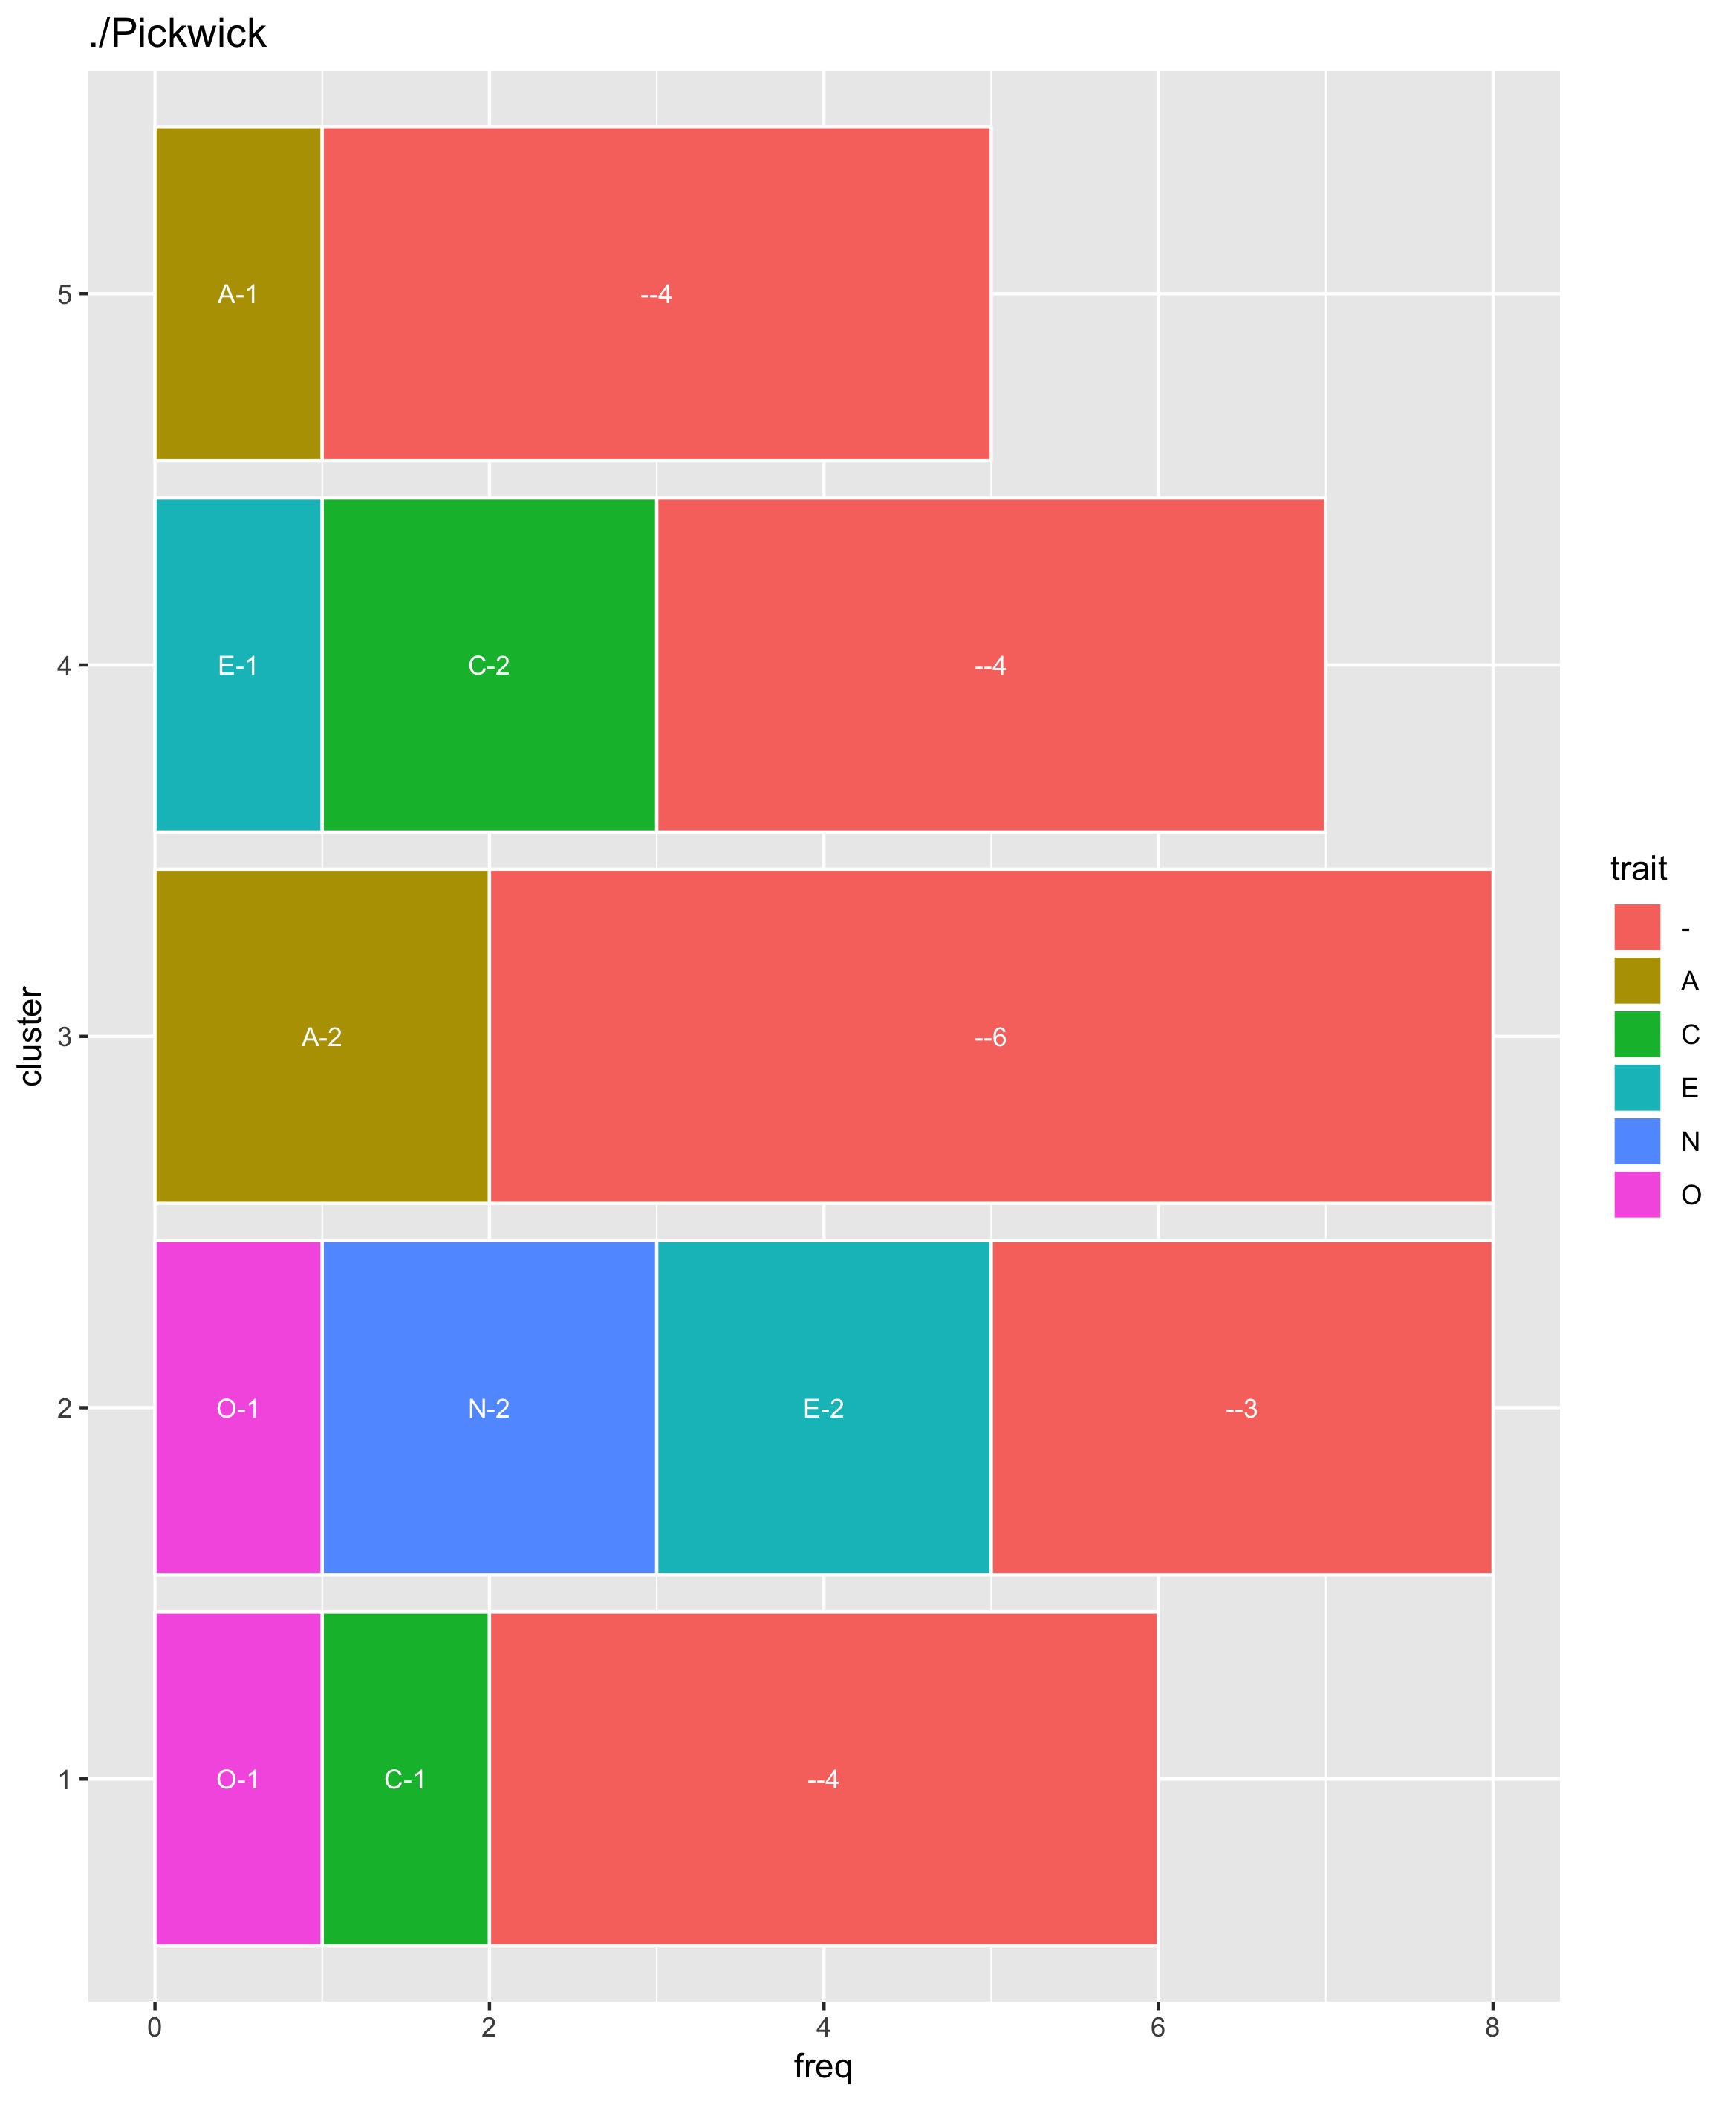 ./Pickwick
5
A-1
--4
4
E-1
C-2
--4
cluster
3
A-2
--6
2
O-1
N-2
E-2
--3
1
O-1
C-1
--4
0
2
4
6
8
freq
trait
-
A
C
E
N
O